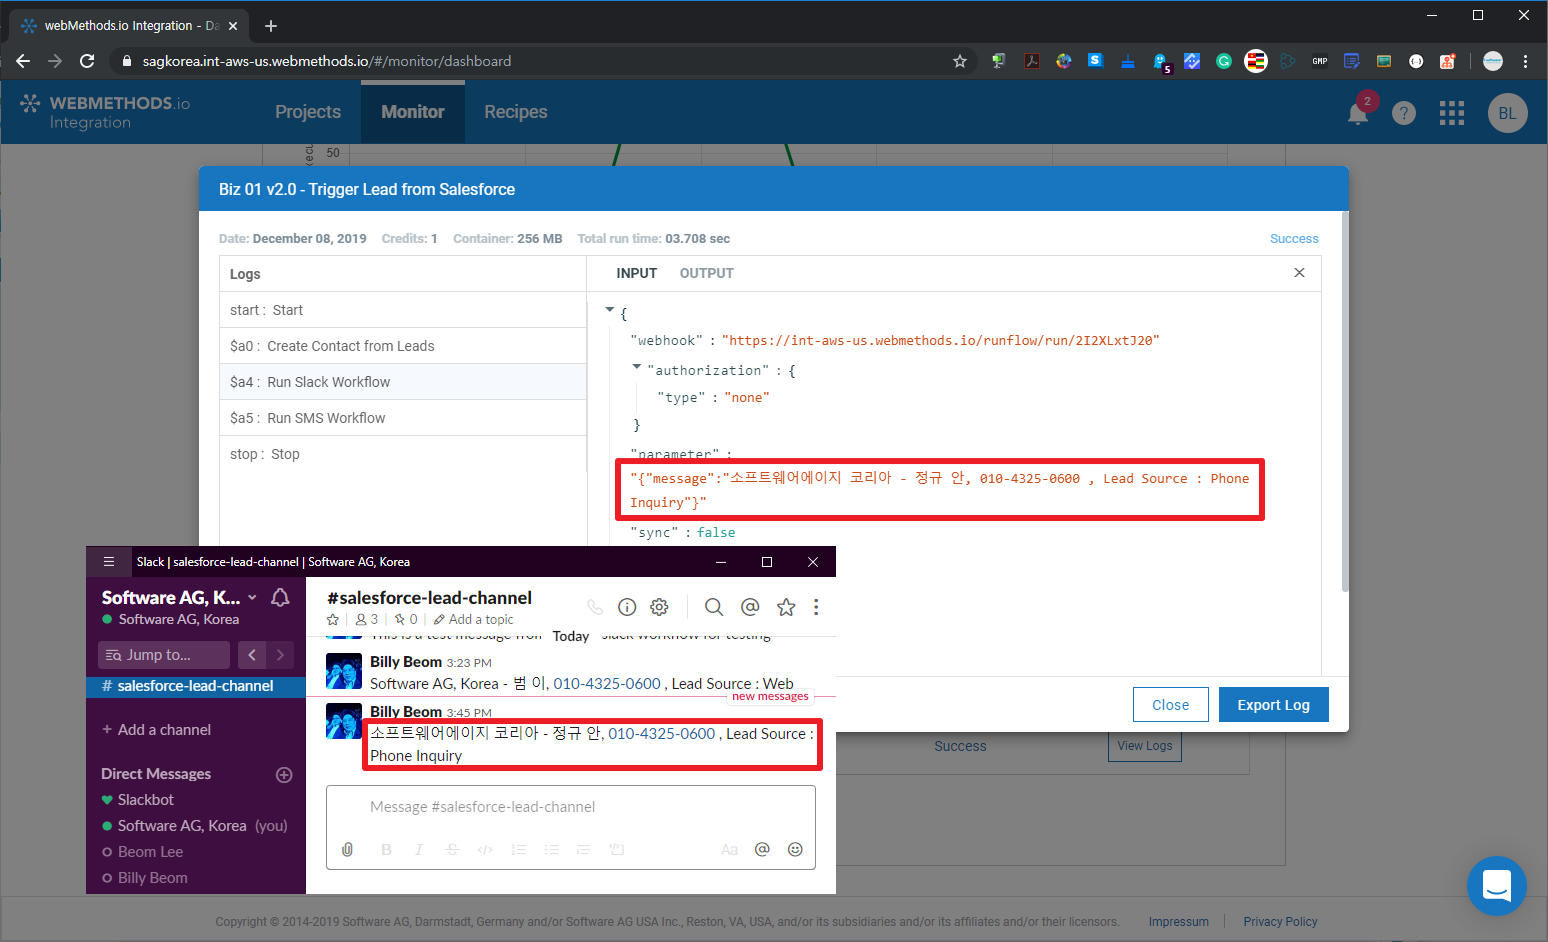 webMethods.io Integration - Da
sagkorea.int-aws-us.webmethods.io/#/monitor/dashboard
5
GMP
WEBMETHODS.io
Integration
Projects
Monitor
Recipes
2
?
BL
50
Biz 01 v2.0 - Trigger Lead from Salesforce
Date: December 08, 2019 Credits: 1 Container: 256 MB Total run time: 03.708 sec
Success
Logs
INPUT OUTPUT
start : Start
$a0 : Create Contact from Leads
$a4 : Run Slack Workflow
$a5 : Run SMS Workflow
stop : Stop
{
"webhook" : "https://int-aws-us.webmethods.io/runflow/run/2I2XLxtJ20"
"authorization" : {
"type" : "none"
}
"parameter" :
"{"message":"소프트웨어에이지 코리아 - 정규 안, 010-4325-0600 , Lead Source : Phone
Inquiry"}"
"sync" : false
Close
Export Log
Success
View Logs
Slack | salesforce-lead-channel | Software AG, Korea
Software AG, K...
Software AG, Korea
Jump to...
# salesforce-lead-channel
+ Add a channel
Direct Messages
Slackbot
Software AG, Korea (you)
Beom Lee
Billy Beom
#salesforce-lead-channel
3 | 0 | Add a topic
This is a test message from
Today
slack workflow for testing
Billy Beom 3:23 PM
Software AG, Korea - 범 이, 010-4325-0600 , Lead Source : Web
new messages
Billy Beom 3:45 PM
소프트웨어에이지 코리아 - 정규 안, 010-4325-0600 , Lead Source :
Phone Inquiry
Message #salesforce-lead-channel
B I S </> Aa @
Copyright © 2014-2019 Software AG, Darmstadt, Germany and/or Software AG USA Inc., Reston, VA, USA, and/or its subsidiaries and/or its affiliates and/or their licensors.
Impressum
Privacy Policy